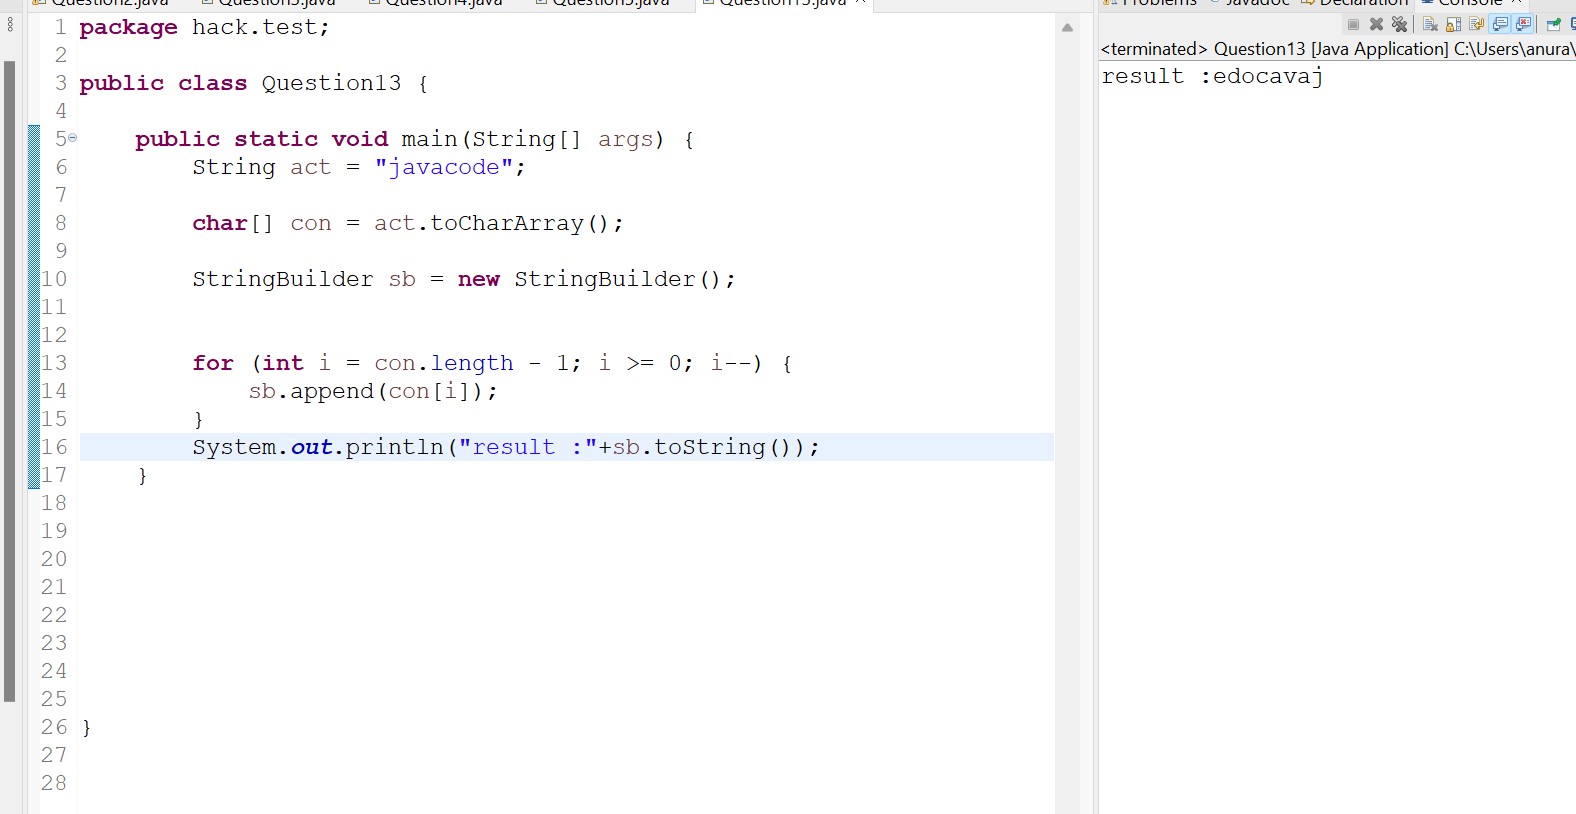 Question2.java Question3.java Question4.java Question5.java Question13.java
1 package hack.test;
2
3 public class Question13 {
4
5 public static void main(String[] args) {
6 String act = "javacode";
7
8 char[] con = act.toCharArray();
9
10 StringBuilder sb = new StringBuilder();
11
12
13 for (int i = con.length - 1; i >= 0; i--) {
14 sb.append(con[i]);
15 }
16 System.out.println("result :"+sb.toString());
17 }
18
19
20
21
22
23
24
25
26 }
27
28
Problems Javadoc Declaration Console
<terminated> Question13 [Java Application] C:\Users\anura\
result :edocavaj